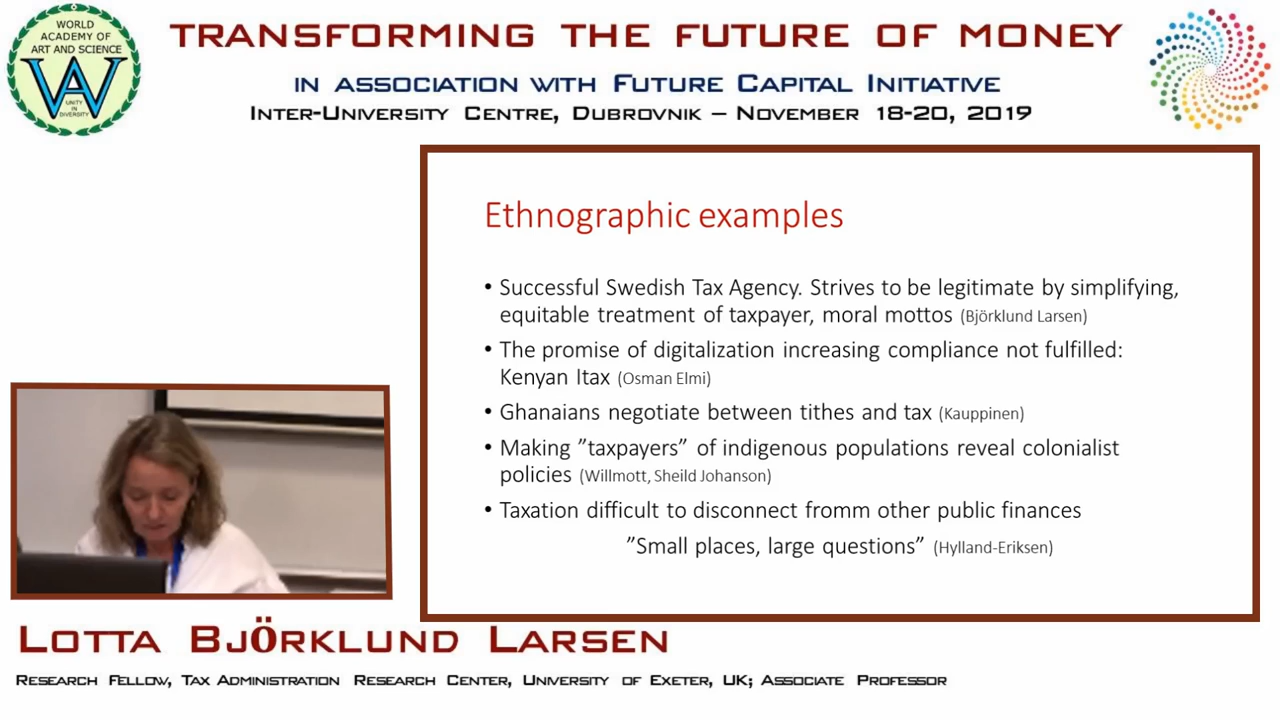 WORLD
ACADEMY OF
ART AND SCIENCE
WA
UNITY
IN
DIVERSITY
TRANSFORMING THE FUTURE OF MONEY
IN ASSOCIATION WITH FUTURE CAPITAL INITIATIVE
INTER-UNIVERSITY CENTRE, DUBROVNIK – NOVEMBER 18-20, 2019
Ethnographic examples
• Successful Swedish Tax Agency. Strives to be legitimate by simplifying,
equitable treatment of taxpayer, moral mottos (Björklund Larsen)
• The promise of digitalization increasing compliance not fulfilled:
Kenyan Itax (Osman Elmi)
• Ghanaians negotiate between tithes and tax (Kauppinen)
• Making ”taxpayers” of indigenous populations reveal colonialist
policies (Willmott, Sheild Johanson)
• Taxation difficult to disconnect fromm other public finances
”Small places, large questions” (Hylland-Eriksen)
LOTTA BJÖRKLUND LARSEN
RESEARCH FELLOW, TAX ADMINISTRATION RESEARCH CENTER, UNIVERSITY OF EXETER, UK; ASSOCIATE PROFESSOR